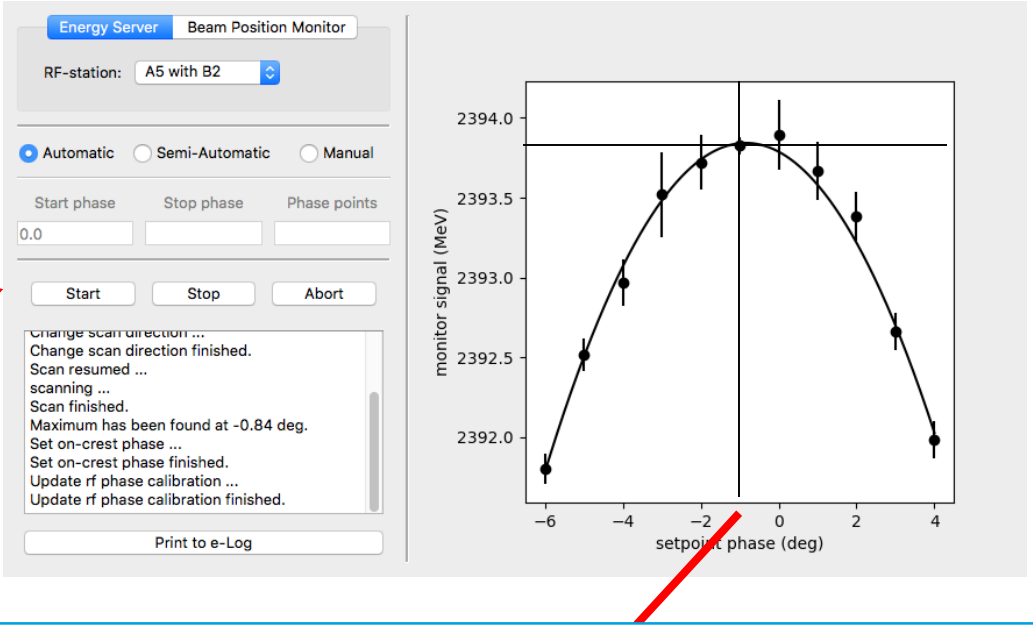 Energy Server Beam Position Monitor
RF-station: A5 with B2
Automatic Semi-Automatic Manual
Start phase Stop phase Phase points
0.0
Start Stop Abort
Change scan direction ...
Change scan direction finished.
Scan resumed ...
scanning ...
Scan finished.
Maximum has been found at -0.84 deg.
Set on-crest phase ...
Set on-crest phase finished.
Update rf phase calibration ...
Update rf phase calibration finished.
Print to e-Log
monitor signal (MeV)
2394.0
2393.5
2393.0
2392.5
2392.0
−6 −4 −2 0 2 4
setpoint phase (deg)